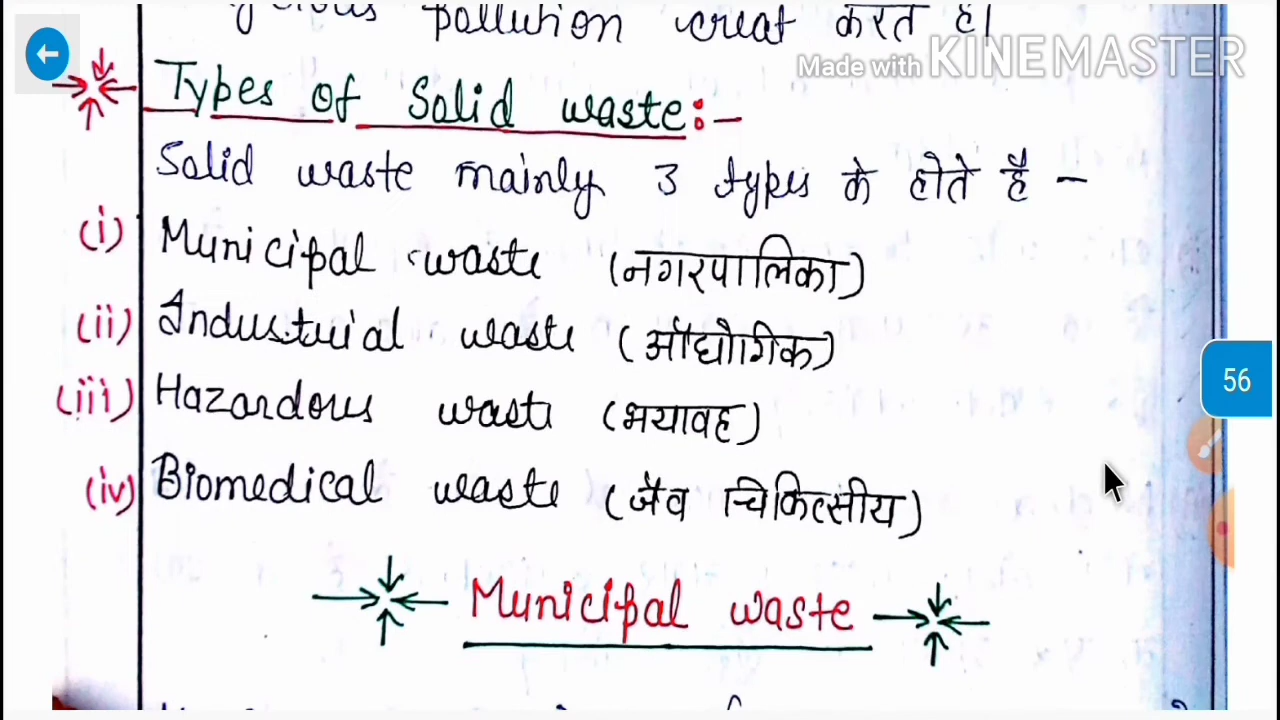 pollution creat करते है।
Made with KINEMASTER
Types of Solid waste:-
Solid waste mainly 3 types के होते है -
(i) Municipal waste (नगरपालिका)
(ii) Industrial waste (औद्योगिक)
(iii) Hazardous waste (भयावह)
56
(iv) Biomedical waste (जैव चिकित्सीय)
Municipal waste